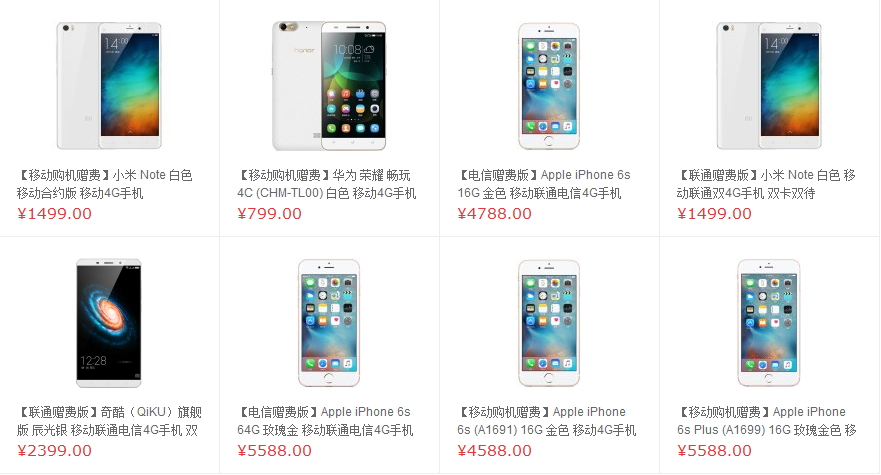 【移动购机赠费】小米 Note 白色
移动合约版 移动4G手机
¥1499.00
【移动购机赠费】华为 荣耀 畅玩
4C (CHM-TL00) 白色 移动4G手机
¥799.00
【电信赠费版】Apple iPhone 6s
16G 金色 移动联通电信4G手机
¥4788.00
【联通赠费版】小米 Note 白色 移
动联通双4G手机 双卡双待
¥1499.00
【联通赠费版】奇酷（QiKU）旗舰
版 辰光银 移动联通电信4G手机 双
¥2399.00
【电信赠费版】Apple iPhone 6s
64G 玫瑰金 移动联通电信4G手机
¥5588.00
【移动购机赠费】Apple iPhone
6s (A1691) 16G 金色 移动4G手机
¥4588.00
【移动购机赠费】Apple iPhone
6s Plus (A1699) 16G 玫瑰金色 移
¥5588.00
honor
14:00
10:08
12:28
mi